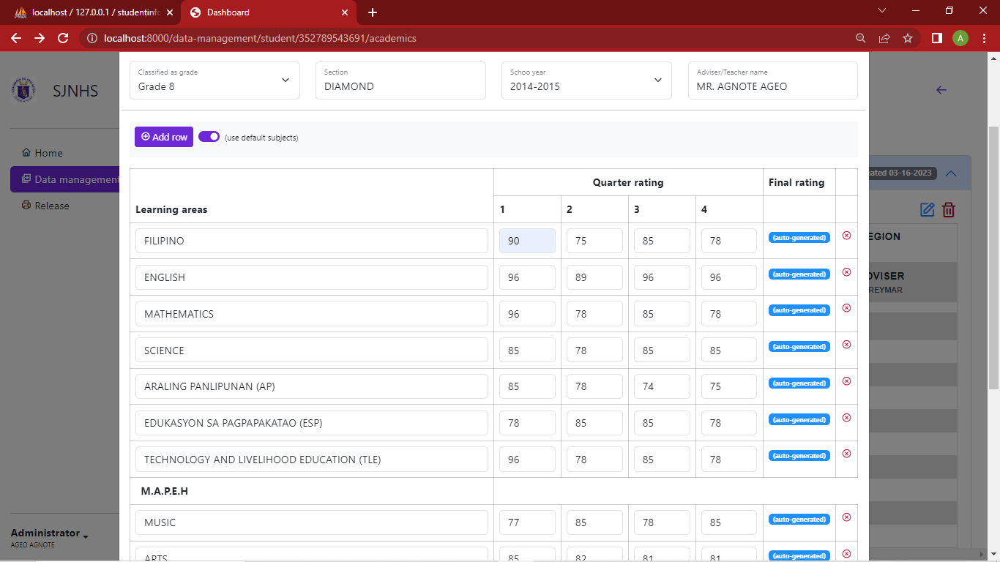 localhost / 127.0.0.1 / studentinfo
Dashboard
localhost:8000/data-management/student/352789543691/academics
A
SJNHS
Home
Data management
Release
Administrator
AGEO AGNOTE
Classified as grade
Grade 8
Section
DIAMOND
Schoo year
2014-2015
Adviser/Teacher name
MR. AGNOTE AGEO
Add row
(use default subjects)
Learning areas
Quarter rating
Final rating
1 2 3 4
FILIPINO 90 75 85 78 (auto-generated)
ENGLISH 96 89 96 96 (auto-generated)
MATHEMATICS 96 78 85 78 (auto-generated)
SCIENCE 85 78 85 85 (auto-generated)
ARALING PANLIPUNAN (AP) 85 78 74 75 (auto-generated)
EDUKASYON SA PAGPAPAKATAO (ESP) 78 85 85 78 (auto-generated)
TECHNOLOGY AND LIVELIHOOD EDUCATION (TLE) 96 78 85 78 (auto-generated)
M.A.P.E.H
MUSIC 77 85 78 85 (auto-generated)
ARTS 85 82 81 81 (auto-generated)
eated 03-16-2023
EGION
DVISER
REYMAR